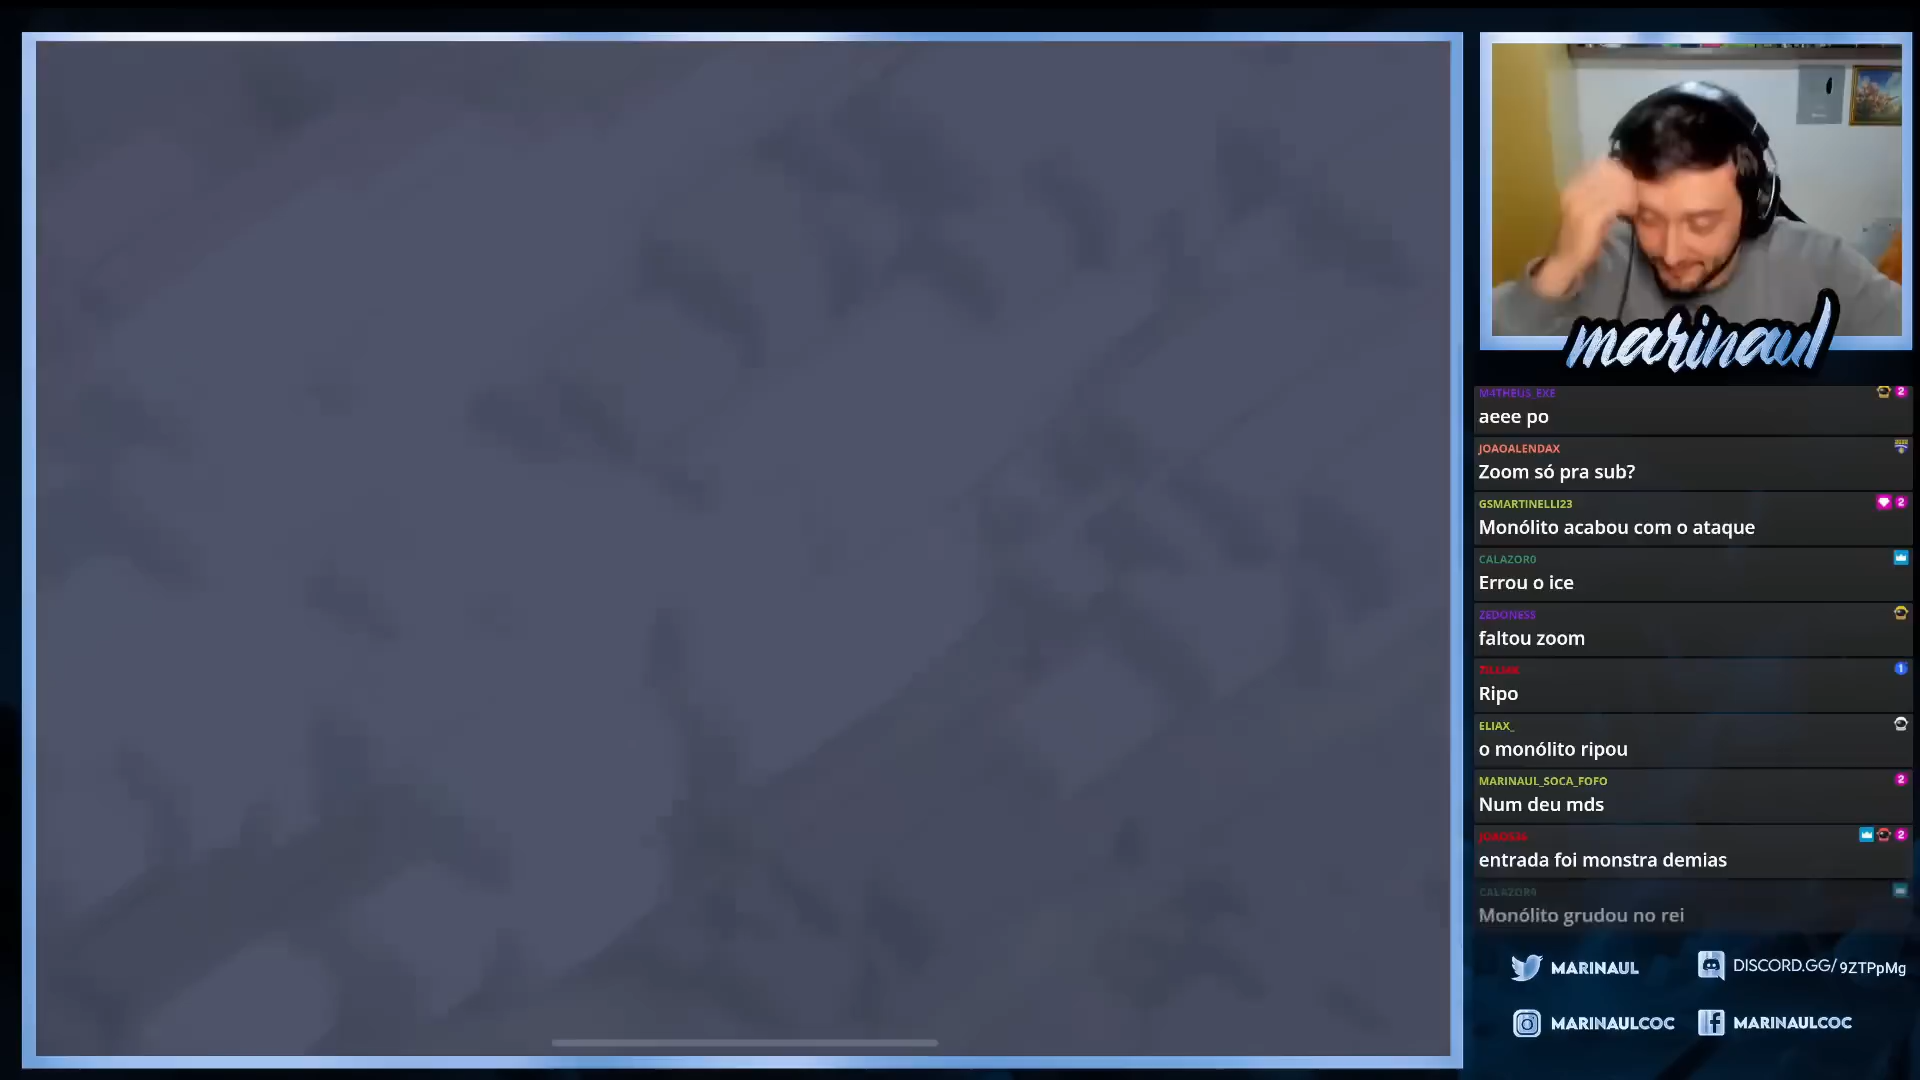 marinaul
M4THEUS_EXE
aeee po
JOAOALENDAX
Zoom só pra sub?
GSMARTINELLI23
Monólito acabou com o ataque
CALAZOR0
Errou o ice
ZEDONESS
faltou zoom
Ripo
ELIAX_
o monólito ripou
MARINAUL_SOCA_FOFO
Num deu mds
entrada foi monstra demias
Monólito grudou no rei
MARINAUL
DISCORD.GG/9ZTPpMg
MARINAULCOC
MARINAULCOC